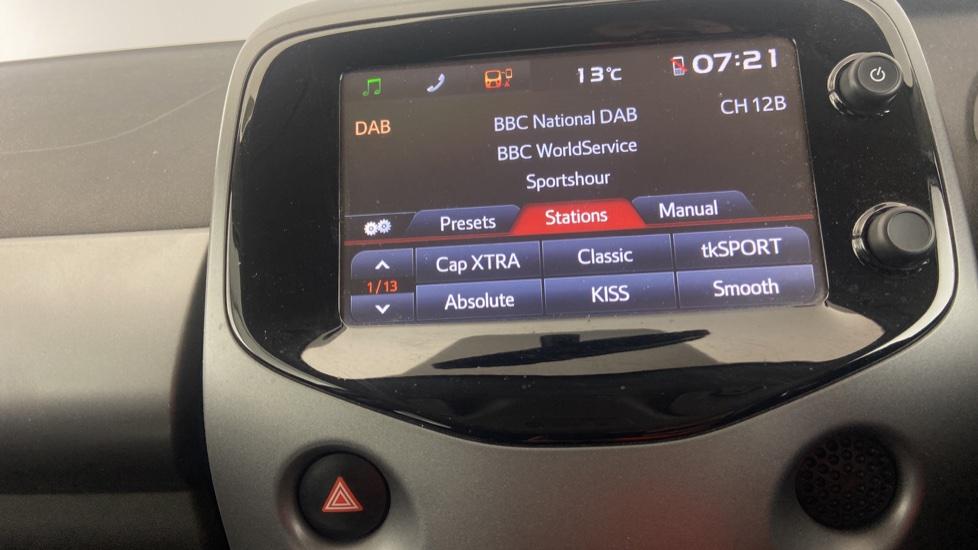 13°C 07:21
DAB BBC National DAB CH 12B
BBC WorldService
Sportshour
Presets Stations Manual
Cap XTRA Classic tkSPORT
1/13
Absolute KISS Smooth